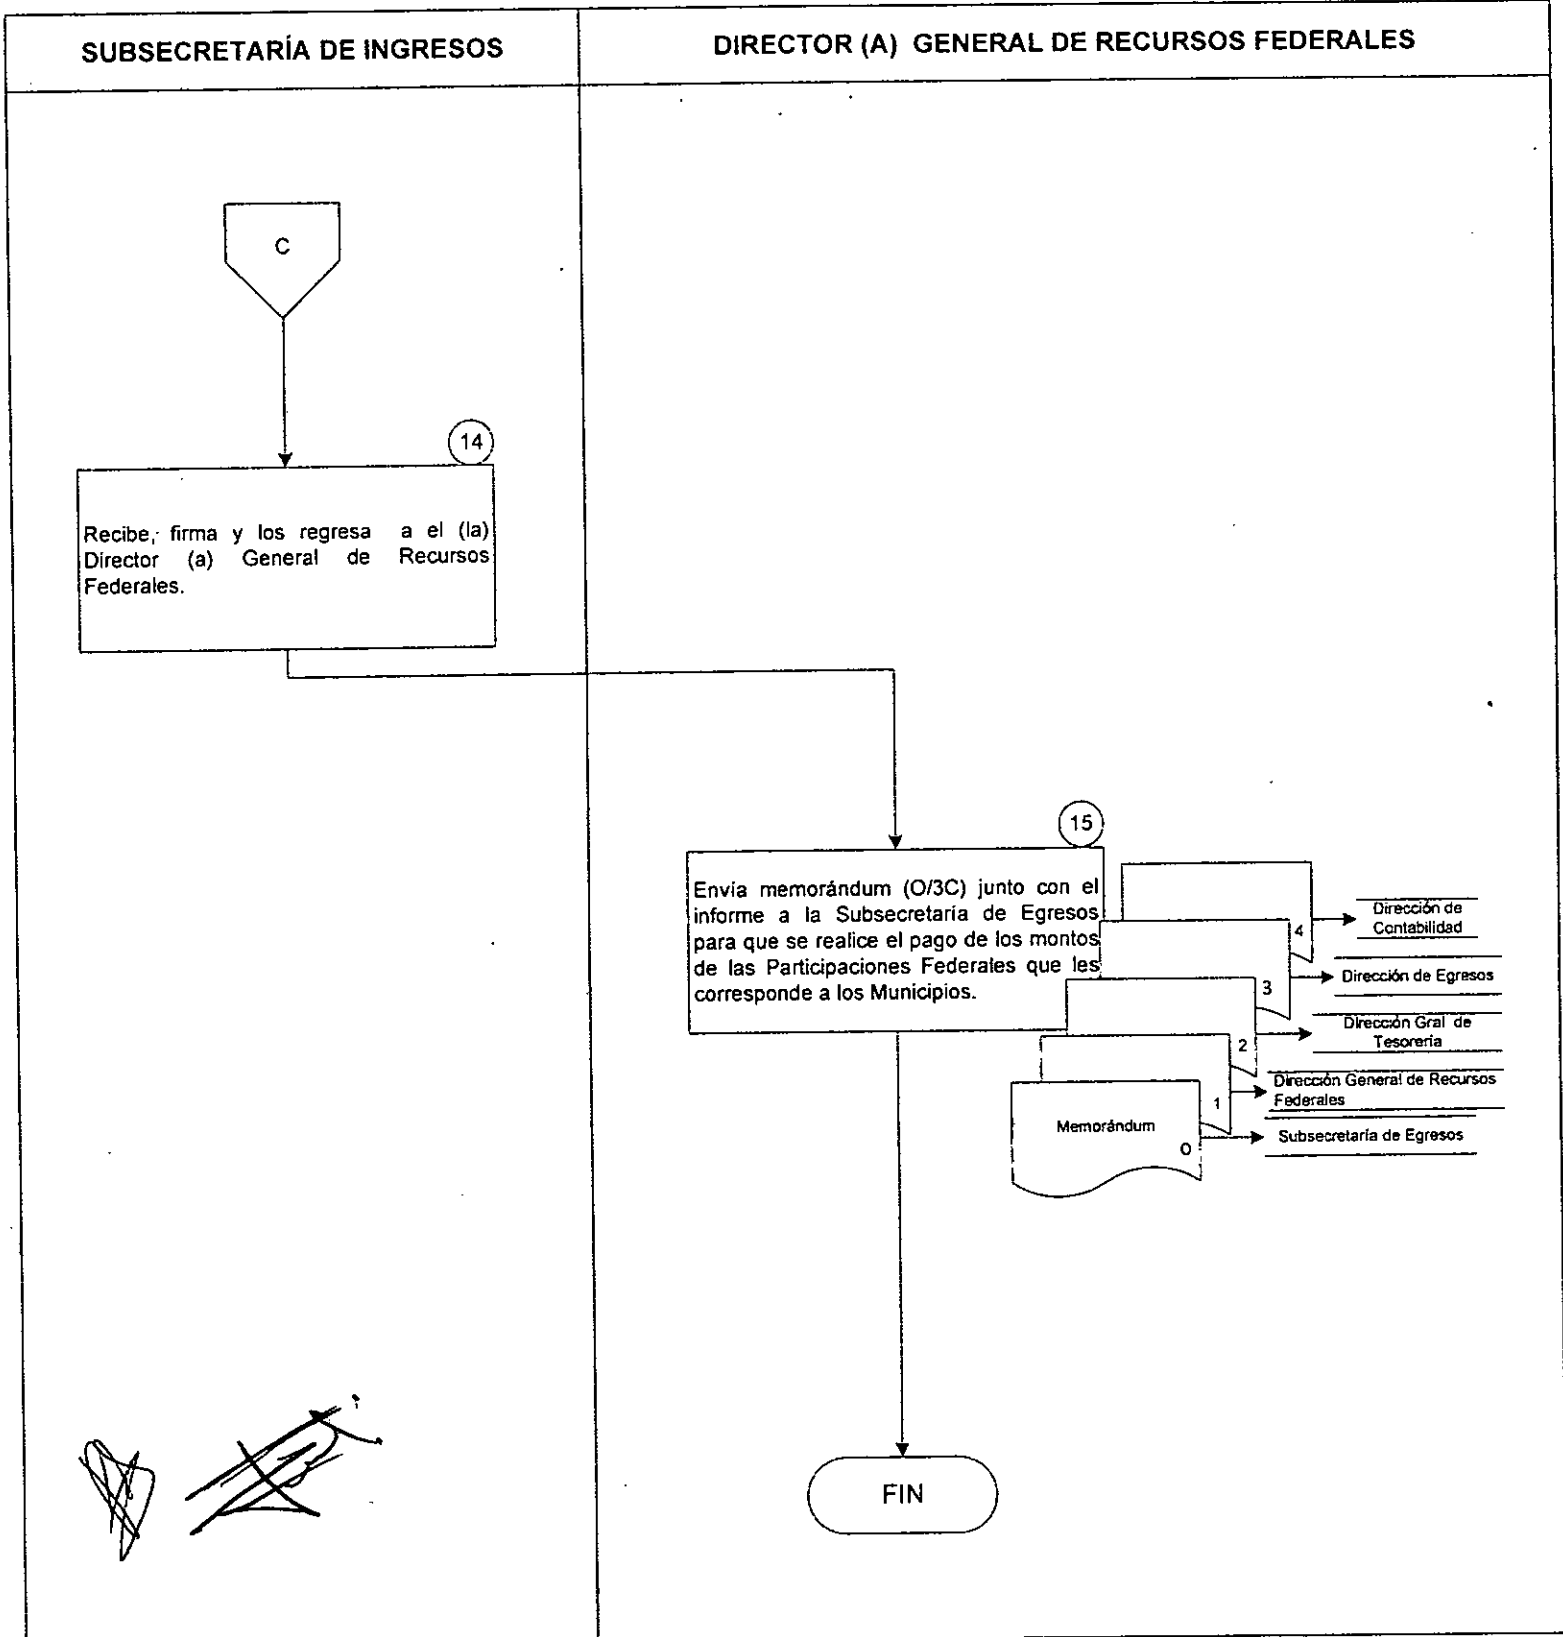 SUBSECRETARÍA DE INGRESOS
DIRECTOR (A) GENERAL DE RECURSOS FEDERALES
C
14
Recibe, firma y los regresa a el (la)
Director (a) General de Recursos
Federales.
15
Envía memorándum (O/3C) junto con el
informe a la Subsecretaría de Egresos
para que se realice el pago de los montos
de las Participaciones Federales que les
corresponde a los Municipios.
4
Dirección de
Contabilidad
3
Dirección de Egresos
2
Dirección Gral de
Tesorería
1
Dirección General de Recursos
Federales
Memorándum
O
Subsecretaría de Egresos
FIN